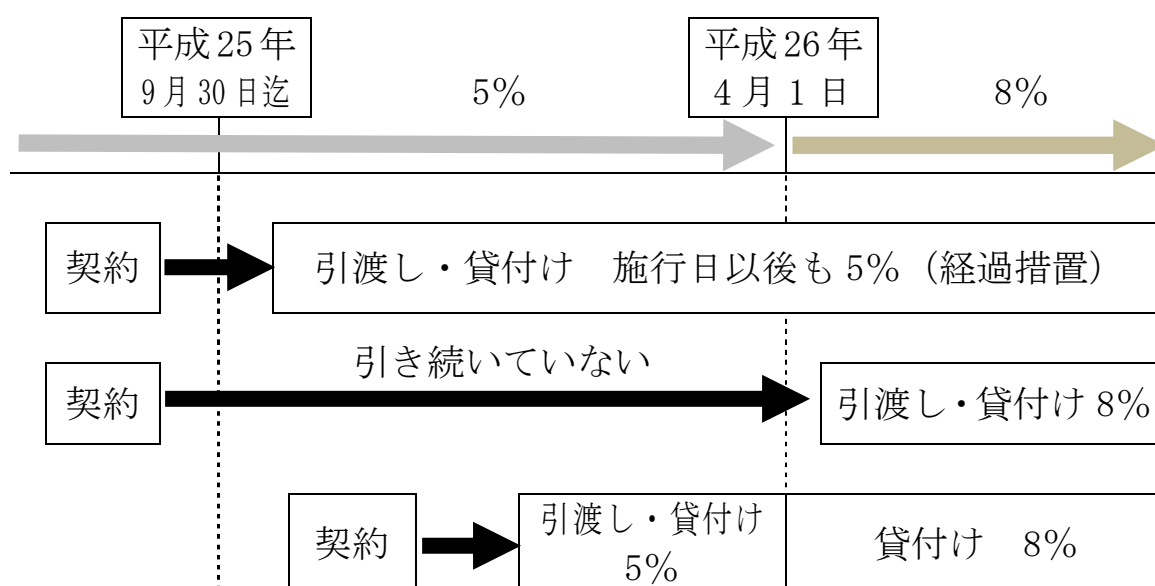 平成25年
9月30日迄
5%
平成26年
4月1日
8%
契約
引渡し・貸付け　施行日以後も5%（経過措置）
引き続いていない
契約
引渡し・貸付け8%
契約
引渡し・貸付け
5%
貸付け　8%